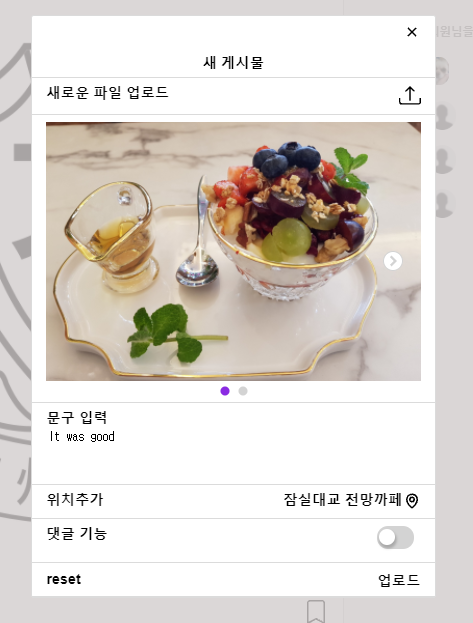 새 게시물
새로운 파일 업로드
문구 입력
It was good
위치추가 잠실대교 전망까페
댓글 기능
reset 업로드